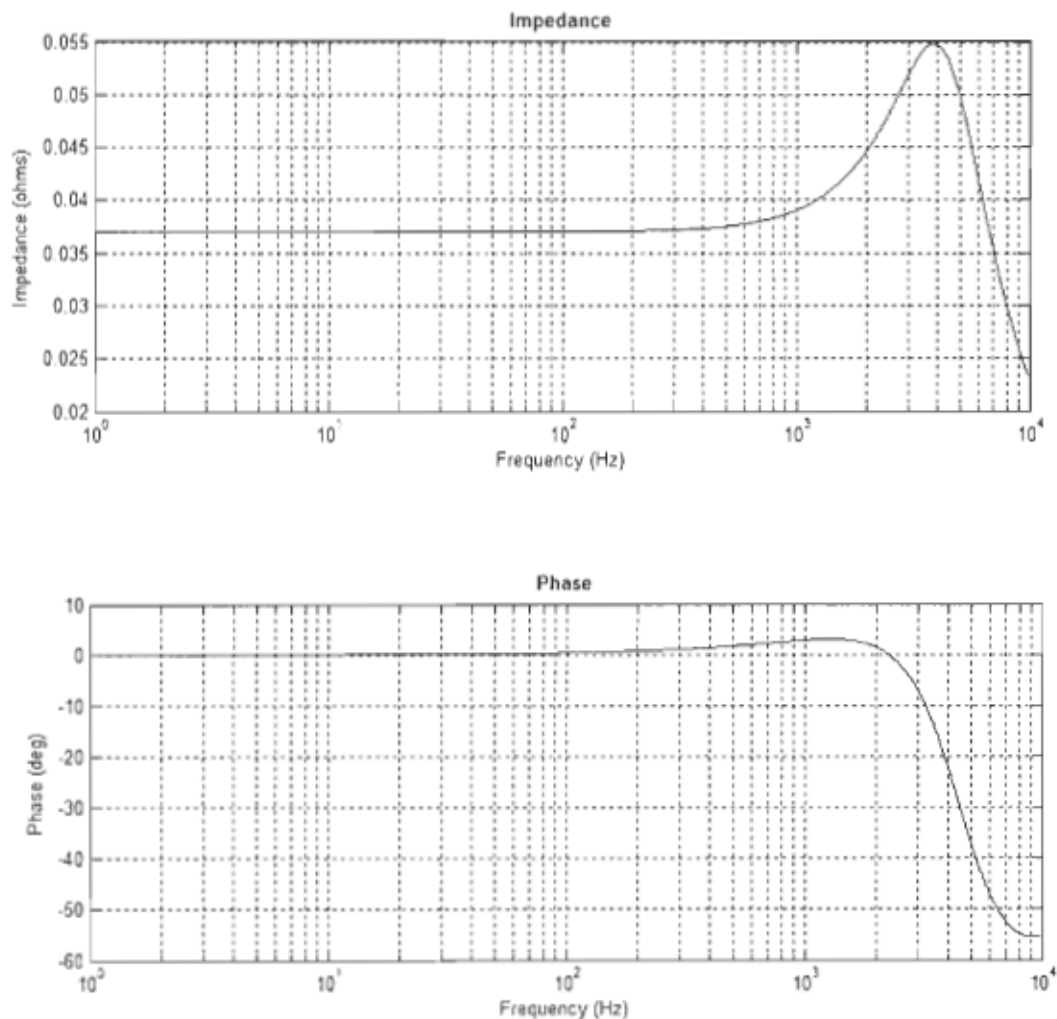 Impedance
0.055
0.05
0.045
0.04
0.035
0.03
0.025
0.02
Impedance (ohms)
10^0 10^1 10^2 10^3 10^4
Frequency (Hz)
Phase
10
0
-10
-20
-30
-40
-50
-60
Phase (deg)
10^0 10^1 10^2 10^3 10^4
Frequency (Hz)